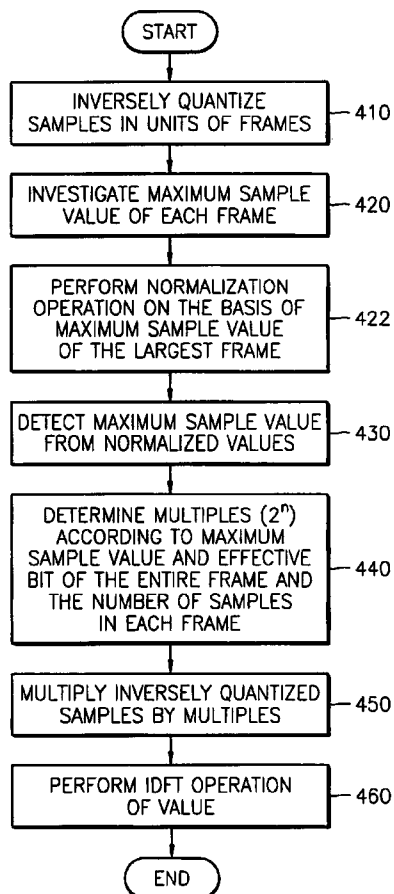 START
INVERSELY QUANTIZE
SAMPLES IN UNITS OF FRAMES
410
INVESTIGATE MAXIMUM SAMPLE
VALUE OF EACH FRAME
420
PERFORM NORMALIZATION
OPERATION ON THE BASIS OF
MAXIMUM SAMPLE VALUE
OF THE LARGEST FRAME
422
DETECT MAXIMUM SAMPLE VALUE
FROM NORMALIZED VALUES
430
DETERMINE MULTIPLES (2ⁿ)
ACCORDING TO MAXIMUM
SAMPLE VALUE AND EFFECTIVE
BIT OF THE ENTIRE FRAME AND
THE NUMBER OF SAMPLES
IN EACH FRAME
440
MULTIPLY INVERSELY QUANTIZED
SAMPLES BY MULTIPLES
450
PERFORM IDFT OPERATION
OF VALUE
460
END